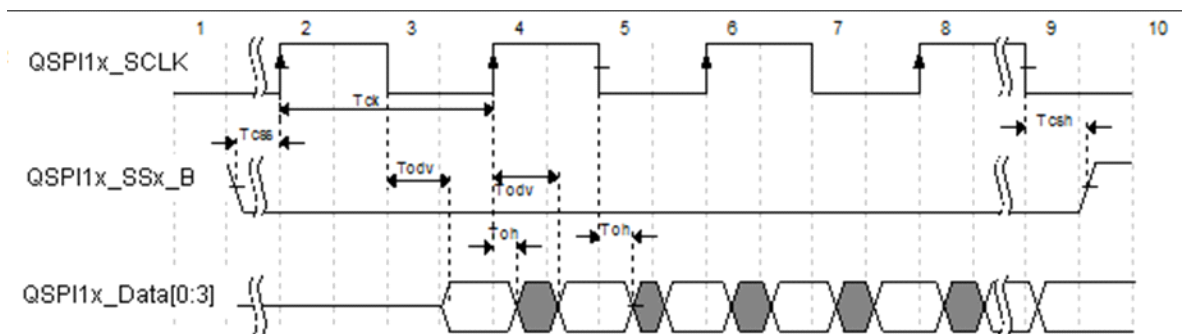 1 2 3 4 5 6 7 8 9 10
QSPI1x_SCLK
Tck
Tcss
Tcsh
QSPI1x_SSx_B
Todv
Todv
Toh
Toh
QSPI1x_Data[0:3]